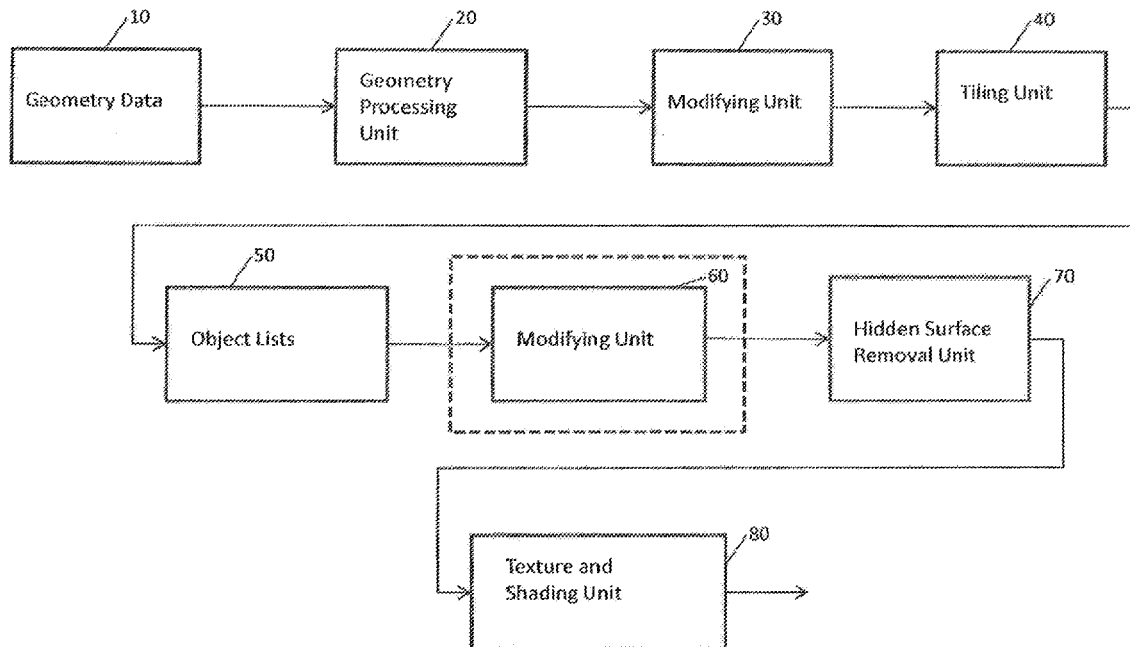 10
Geometry Data
20
Geometry
Processing
Unit
30
Modifying Unit
40
Tiling Unit
50
Object Lists
60
Modifying Unit
70
Hidden Surface
Removal Unit
80
Texture and
Shading Unit